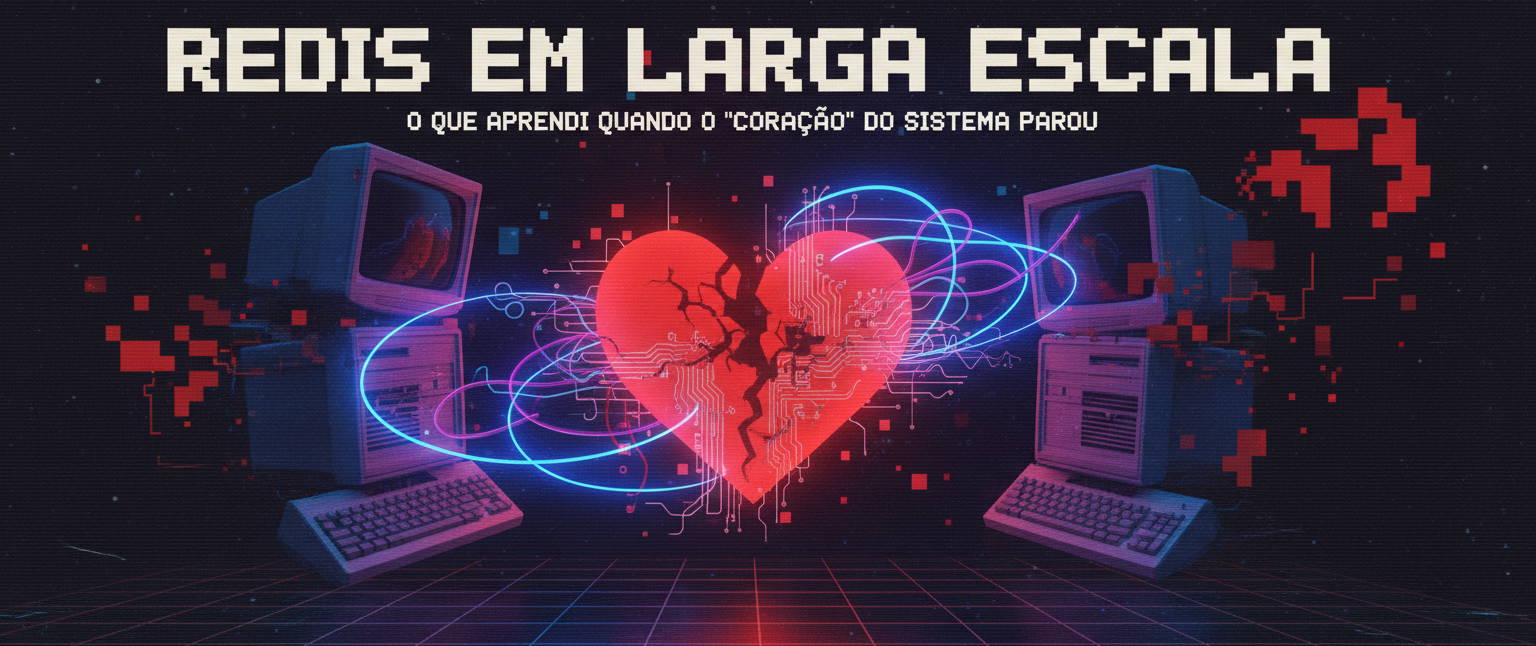 REDIS EM LARGA ESCALA
O QUE APRENDI QUANDO O "CORAÇÃO" DO SISTEMA PAROU